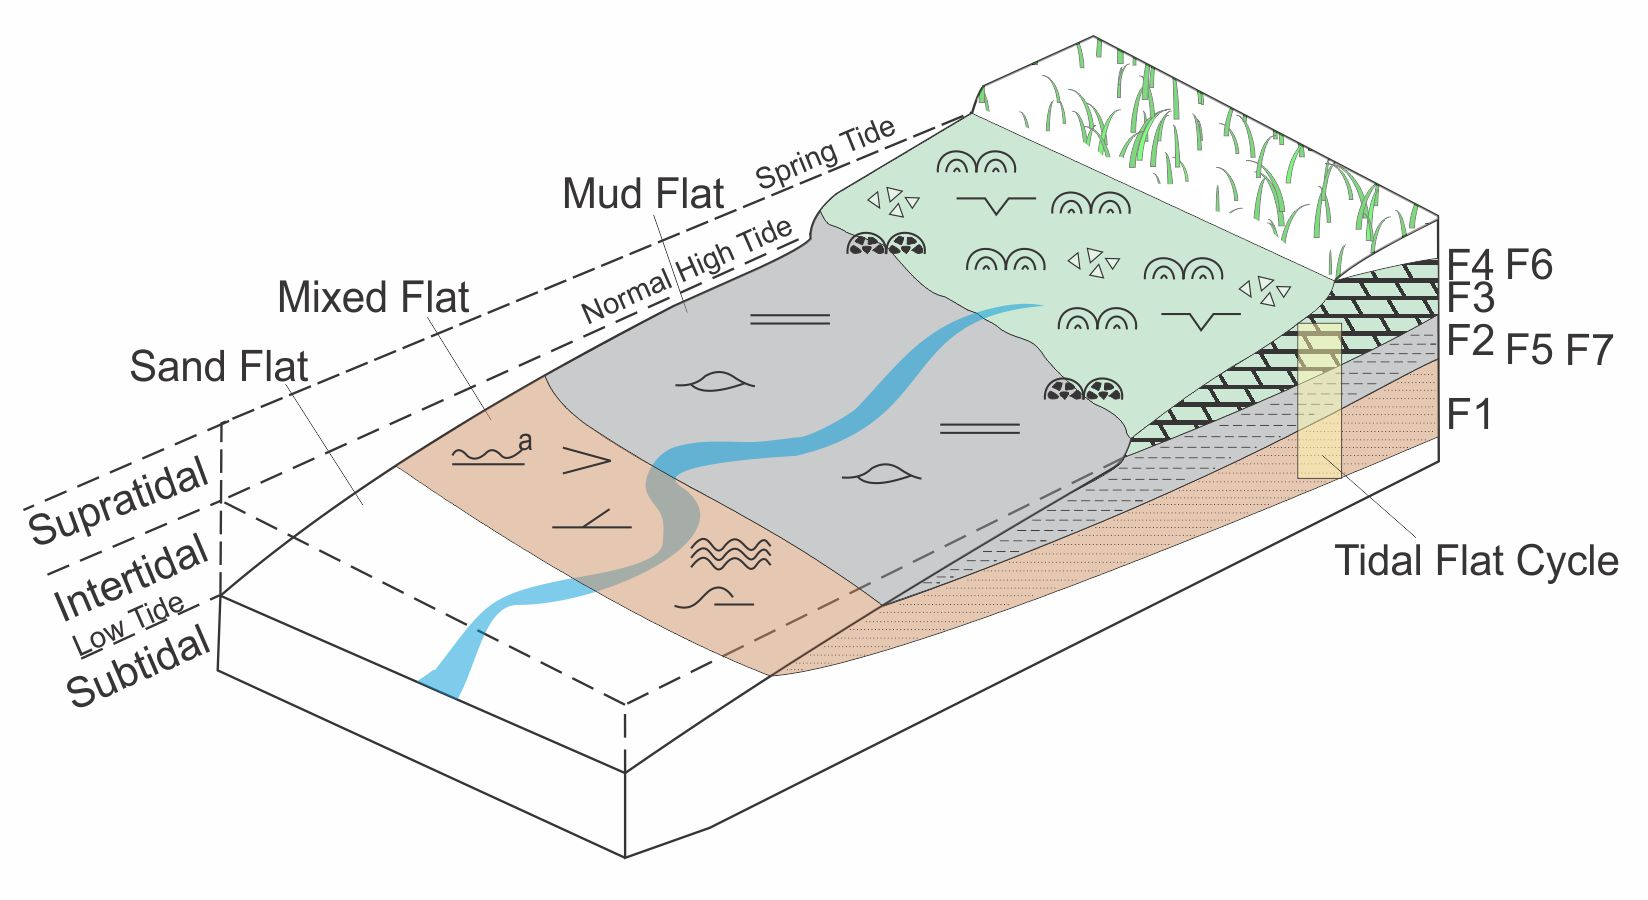 Spring Tide
Mud Flat
Normal High Tide
Mixed Flat
Sand Flat
F4 F6
F3
F2 F5 F7
F1
a
Supratidal
Intertidal
Low Tide
Subtidal
Tidal Flat Cycle